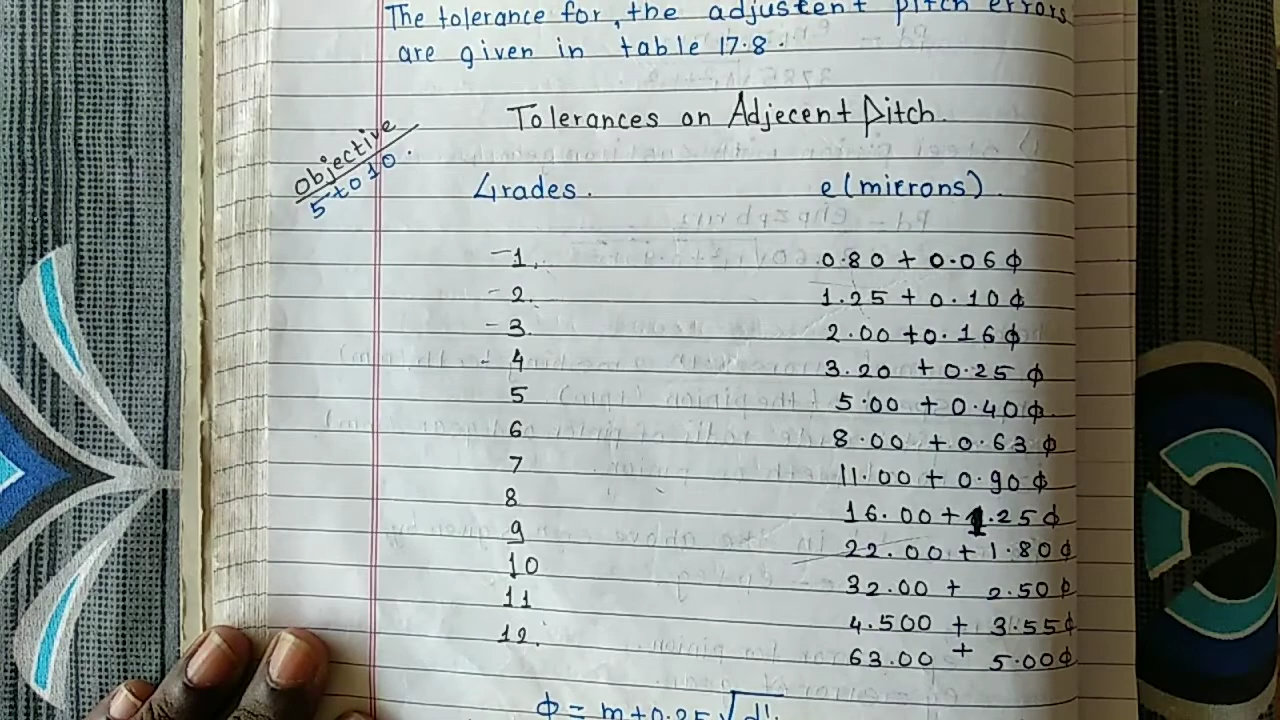 The tolerance for, the adjustent pitch errors
are given in table 17.8.
Tolerances on Adjecent Pitch.
Objective
5 to 10.
Grades. e (microns)
1. 0.80 + 0.06 ϕ
2. 1.25 + 0.10 ϕ
3. 2.00 + 0.16 ϕ
4 3.20 + 0.25 ϕ
5 5.00 + 0.40 ϕ
6 8.00 + 0.63 ϕ
7 11.00 + 0.90 ϕ
8 16.00 + 1.25 ϕ
9 22.00 + 1.80 ϕ
10 32.00 + 2.50 ϕ
11 4.500 + 3.55 ϕ
12. 63.00 + 5.00 ϕ
ϕ = m + 0.25 √d'